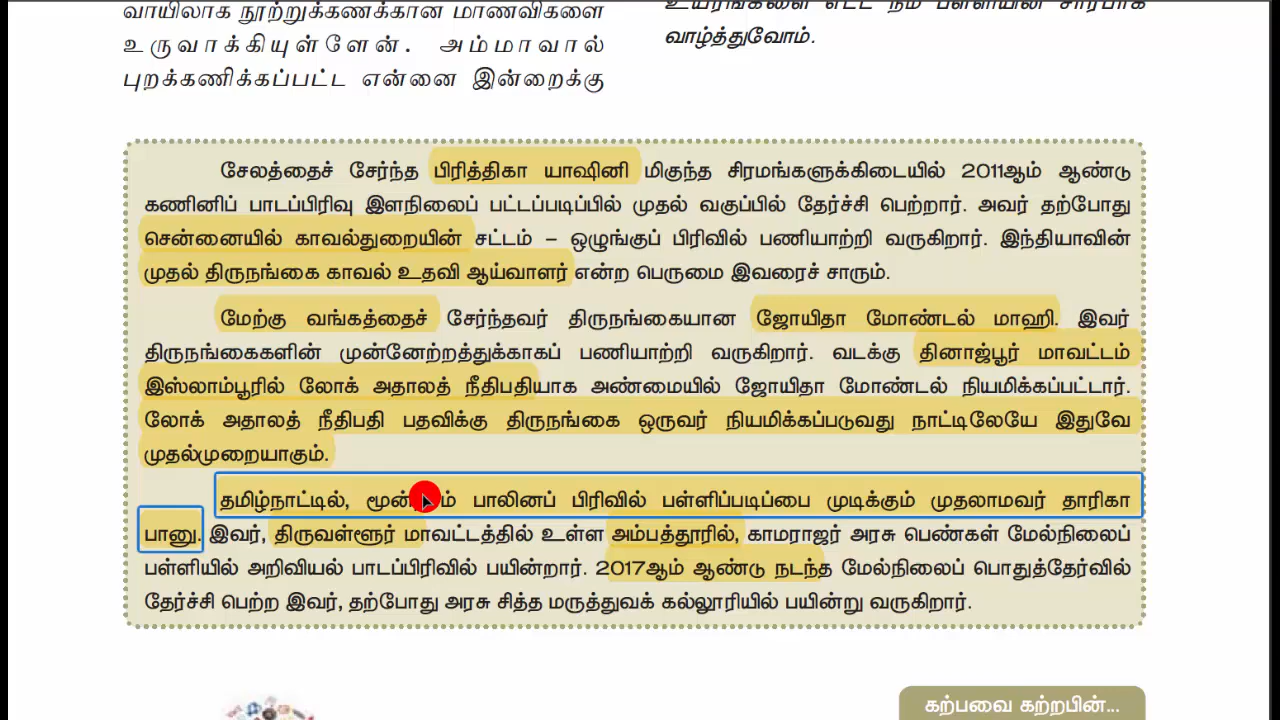 வாயிலாக நூற்றுக்கணக்கான மாணவிகளை
உருவாக்கியுள்ளேன். அம்மாவால்
புறக்கணிக்கப்பட்ட என்னை இன்றைக்கு
வாழ்த்துவோம்.
சேலத்தைச் சேர்ந்த பிரித்திகா யாஷினி மிகுந்த சிரமங்களுக்கிடையில் 2011ஆம் ஆண்டு
கணினிப் பாடப்பிரிவு இளநிலைப் பட்டப்படிப்பில் முதல் வகுப்பில் தேர்ச்சி பெற்றார். அவர் தற்போது
சென்னையில் காவல்துறையின் சட்டம் – ஒழுங்குப் பிரிவில் பணியாற்றி வருகிறார். இந்தியாவின்
முதல் திருநங்கை காவல் உதவி ஆய்வாளர் என்ற பெருமை இவரைச் சாரும்.
மேற்கு வங்கத்தைச் சேர்ந்தவர் திருநங்கையான ஜோயிதா மோண்டல் மாஹி. இவர்
திருநங்கைகளின் முன்னேற்றத்துக்காகப் பணியாற்றி வருகிறார். வடக்கு தினாஜ்பூர் மாவட்டம்
இஸ்லாம்பூரில் லோக் அதாலத் நீதிபதியாக அண்மையில் ஜோயிதா மோண்டல் நியமிக்கப்பட்டார்.
லோக் அதாலத் நீதிபதி பதவிக்கு திருநங்கை ஒருவர் நியமிக்கப்படுவது நாட்டிலேயே இதுவே
முதல்முறையாகும்.
தமிழ்நாட்டில், பாலினப் பிரிவில் பள்ளிப்படிப்பை முடிக்கும் முதலாமவர் தாரிகா
பானு. இவர், திருவள்ளூர் மாவட்டத்தில் உள்ள அம்பத்தூரில், காமராஜர் அரசு பெண்கள் மேல்நிலைப்
பள்ளியில் அறிவியல் பாடப்பிரிவில் பயின்றார். 2017ஆம் ஆண்டு நடந்த மேல்நிலைப் பொதுத்தேர்வில்
தேர்ச்சி பெற்ற இவர், தற்போது அரசு சித்த மருத்துவக் கல்லூரியில் பயின்று வருகிறார்.
கற்பவை கற்றபின்...